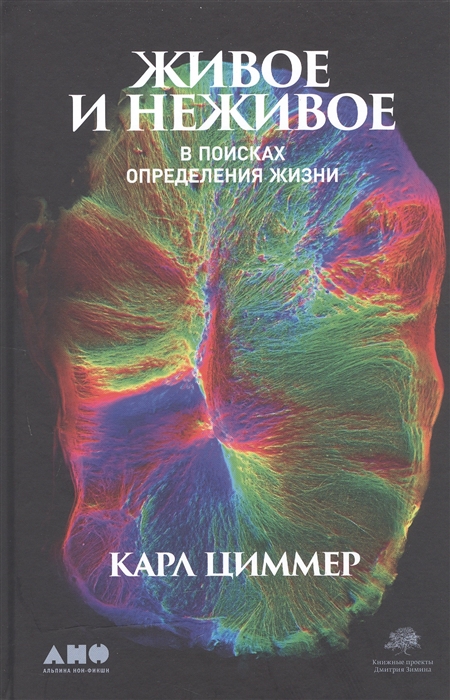 ЖИВОЕ
И НЕЖИВОЕ
В ПОИСКАХ
ОПРЕДЕЛЕНИЯ ЖИЗНИ
КАРЛ ЦИММЕР
АНФ
АЛЬПИНА НОН-ФИКШН
Книжные проекты
Дмитрия Зимина